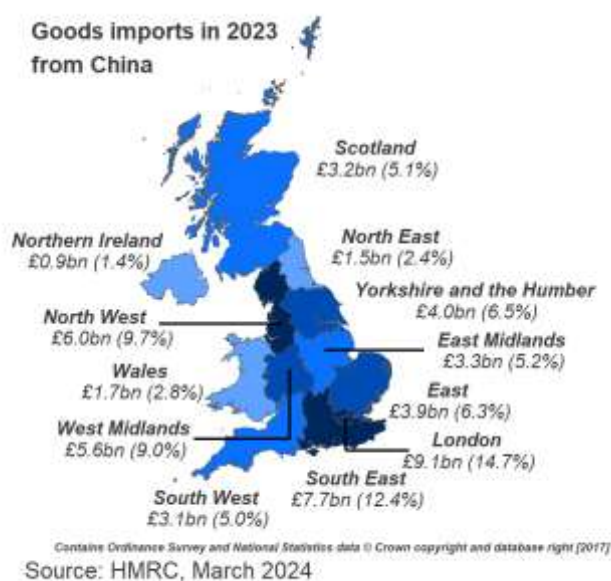 Goods imports in 2023
from China
Scotland
£3.2bn (5.1%)
Northern Ireland
£0.9bn (1.4%)
North East
£1.5bn (2.4%)
Yorkshire and the Humber
£4.0bn (6.5%)
North West
£6.0bn (9.7%)
East Midlands
£3.3bn (5.2%)
Wales
£1.7bn (2.8%)
East
£3.9bn (6.3%)
West Midlands
£5.6bn (9.0%)
London
£9.1bn (14.7%)
South East
£7.7bn (12.4%)
South West
£3.1bn (5.0%)
Contains Ordinance Survey and National Statistics data © Crown copyright and database right [2017]
Source: HMRC, March 2024